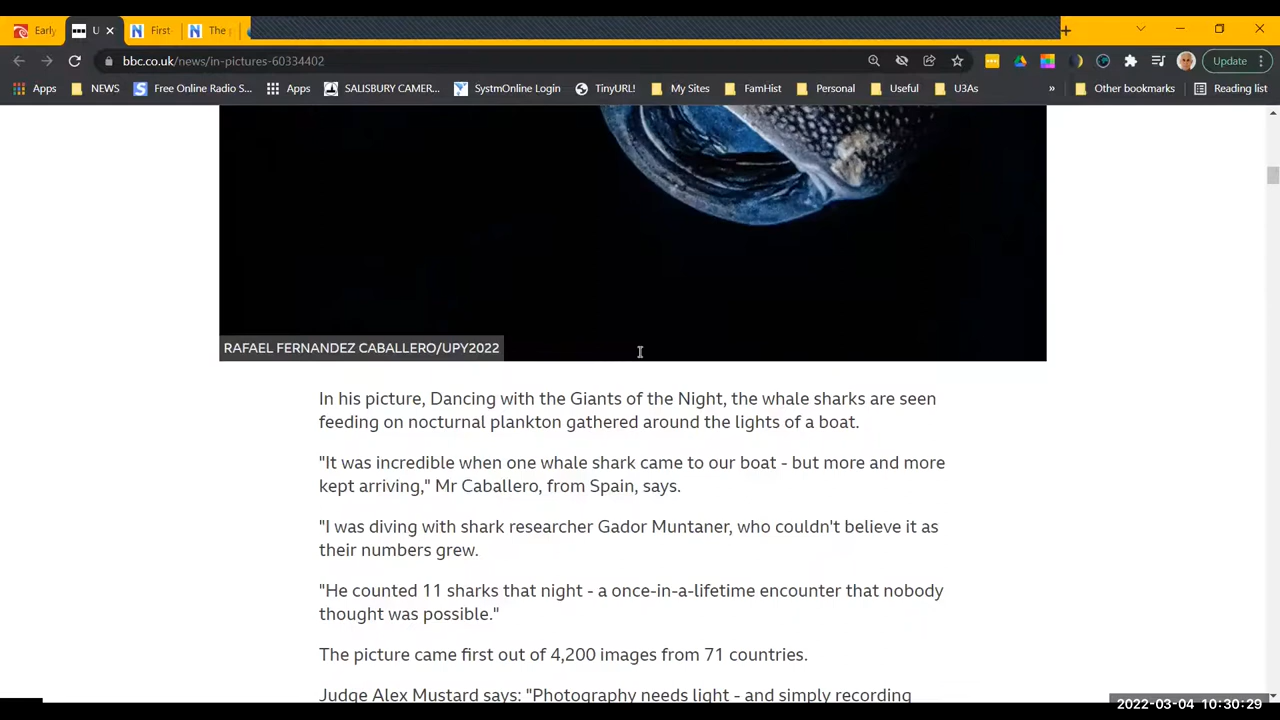 Early
U
First-
The
bbc.co.uk/news/in-pictures-60334402
Update
Apps
NEWS
Free Online Radio S...
Apps
SALISBURY CAMER...
SystmOnline Login
TinyURL!
My Sites
FamHist
Personal
Useful
U3As
»
Other bookmarks
Reading list
RAFAEL FERNANDEZ CABALLERO/UPY2022
In his picture, Dancing with the Giants of the Night, the whale sharks are seen
feeding on nocturnal plankton gathered around the lights of a boat.
"It was incredible when one whale shark came to our boat - but more and more
kept arriving," Mr Caballero, from Spain, says.
"I was diving with shark researcher Gador Muntaner, who couldn't believe it as
their numbers grew.
"He counted 11 sharks that night - a once-in-a-lifetime encounter that nobody
thought was possible."
The picture came first out of 4,200 images from 71 countries.
Judge Alex Mustard says: "Photography needs light - and simply recording
2022-03-04 10:30:29